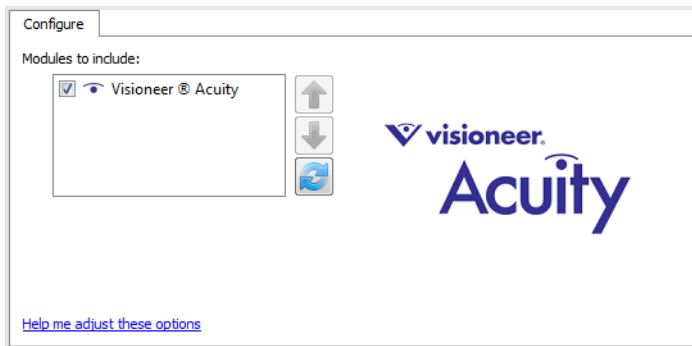 Configure
Modules to include:
Visioneer ® Acuity
visioneer.
Acuity
Help me adjust these options